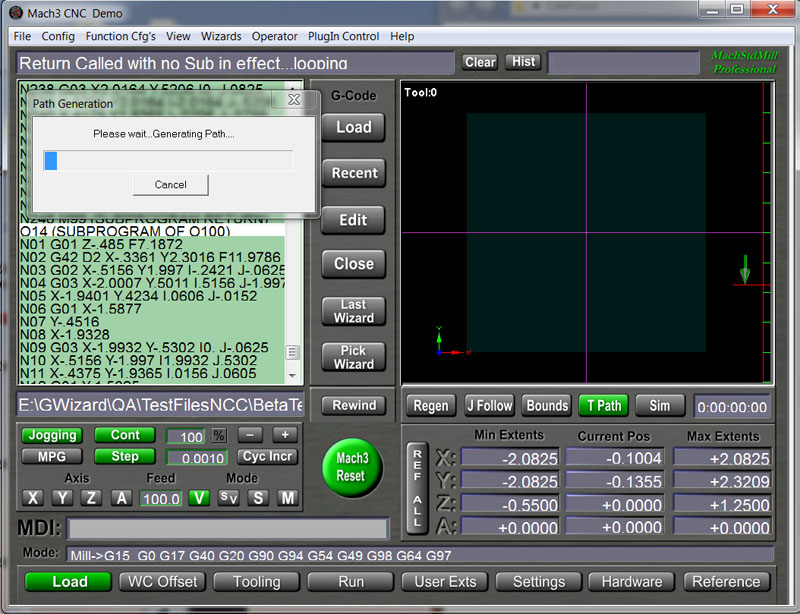 Mach3 CNC Demo
File Config Function Cfg's View Wizards Operator PlugIn Control Help
Return Called with no Sub in effect...looping
Clear Hist
MachStdMill
Professional
N238 G03 X2.0164 Y.5206 I0. J.0825
Path Generation
Please wait...Generating Path....
Cancel
N248 M99 (SUBPROGRAM RETURN)
O14 (SUBPROGRAM OF O100)
N01 G01 Z-.485 F7.1872
N02 G42 D2 X-.3361 Y2.3016 F11.9786
N03 G02 X-.5156 Y1.997 I-.2421 J-.0625
N04 G03 X-2.0007 Y.5011 I.5156 J-1.997
N05 X-1.9401 Y.4234 I.0606 J-.0152
N06 G01 X-1.5877
N07 Y-.4516
N08 X-1.9328
N09 G03 X-1.9932 Y-.5302 I0. J-.0625
N10 X-.5156 Y-1.997 I1.9932 J.5302
N11 X-.4375 Y-1.9365 I.0156 J.0605
E:\GWizard\QA\TestFilesNCC\BetaTe
G-Code
Load
Recent
Edit
Close
Last
Wizard
Pick
Wizard
Rewind
Tool:0
Y
X
Regen J Follow Bounds T Path Sim 0:00:00:00
Jogging Cont 100 % - +
MPG Step 0.0010 Cyc Incr
Axis Feed Mode
X Y Z A 100.0 V Sv S M
Mach3
Reset
REF ALL
Min Extents Current Pos Max Extents
X: -2.0825 -0.1004 +2.0825
Y: -2.0825 -0.1355 +2.3209
Z: -0.5500 +0.0000 +1.2500
A: +0.0000 +0.0000 +0.0000
MDI:
Mode: Mill->G15 G0 G17 G40 G20 G90 G94 G54 G49 G98 G64 G97
Load WC Offset Tooling Run User Exts Settings Hardware Reference